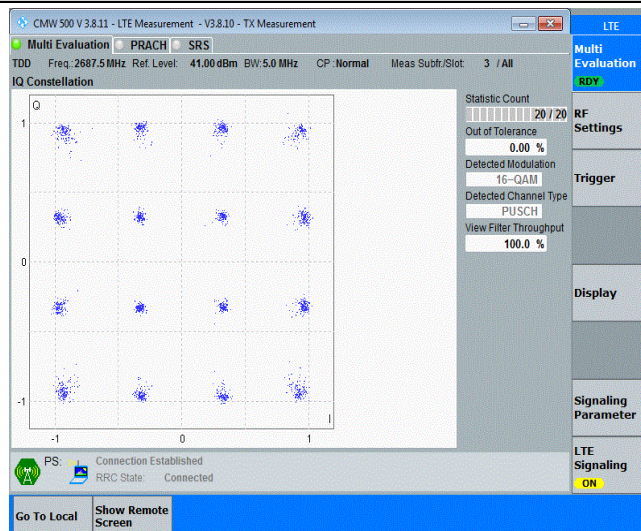 CMW 500 V 3.8.11 - LTE Measurement - V3.8.10 - TX Measurement
LTE
Multi Evaluation PRACH SRS
TDD Freq.:2687.5 MHz Ref. Level: 41.00 dBm BW:5.0 MHz CP :Normal Meas Subfr./Slot: 3 / All
IQ Constellation
Q
1
0
-1
-1 0 1
I
Statistic Count
20 / 20
Out of Tolerance
0.00 %
Detected Modulation
16-QAM
Detected Channel Type
PUSCH
View Filter Throughput
100.0 %
Multi
Evaluation
RDY
RF
Settings
Trigger
Display
Signaling
Parameter
LTE
Signaling
ON
PS: Connection Established
RRC State: Connected
Go To Local
Show Remote
Screen